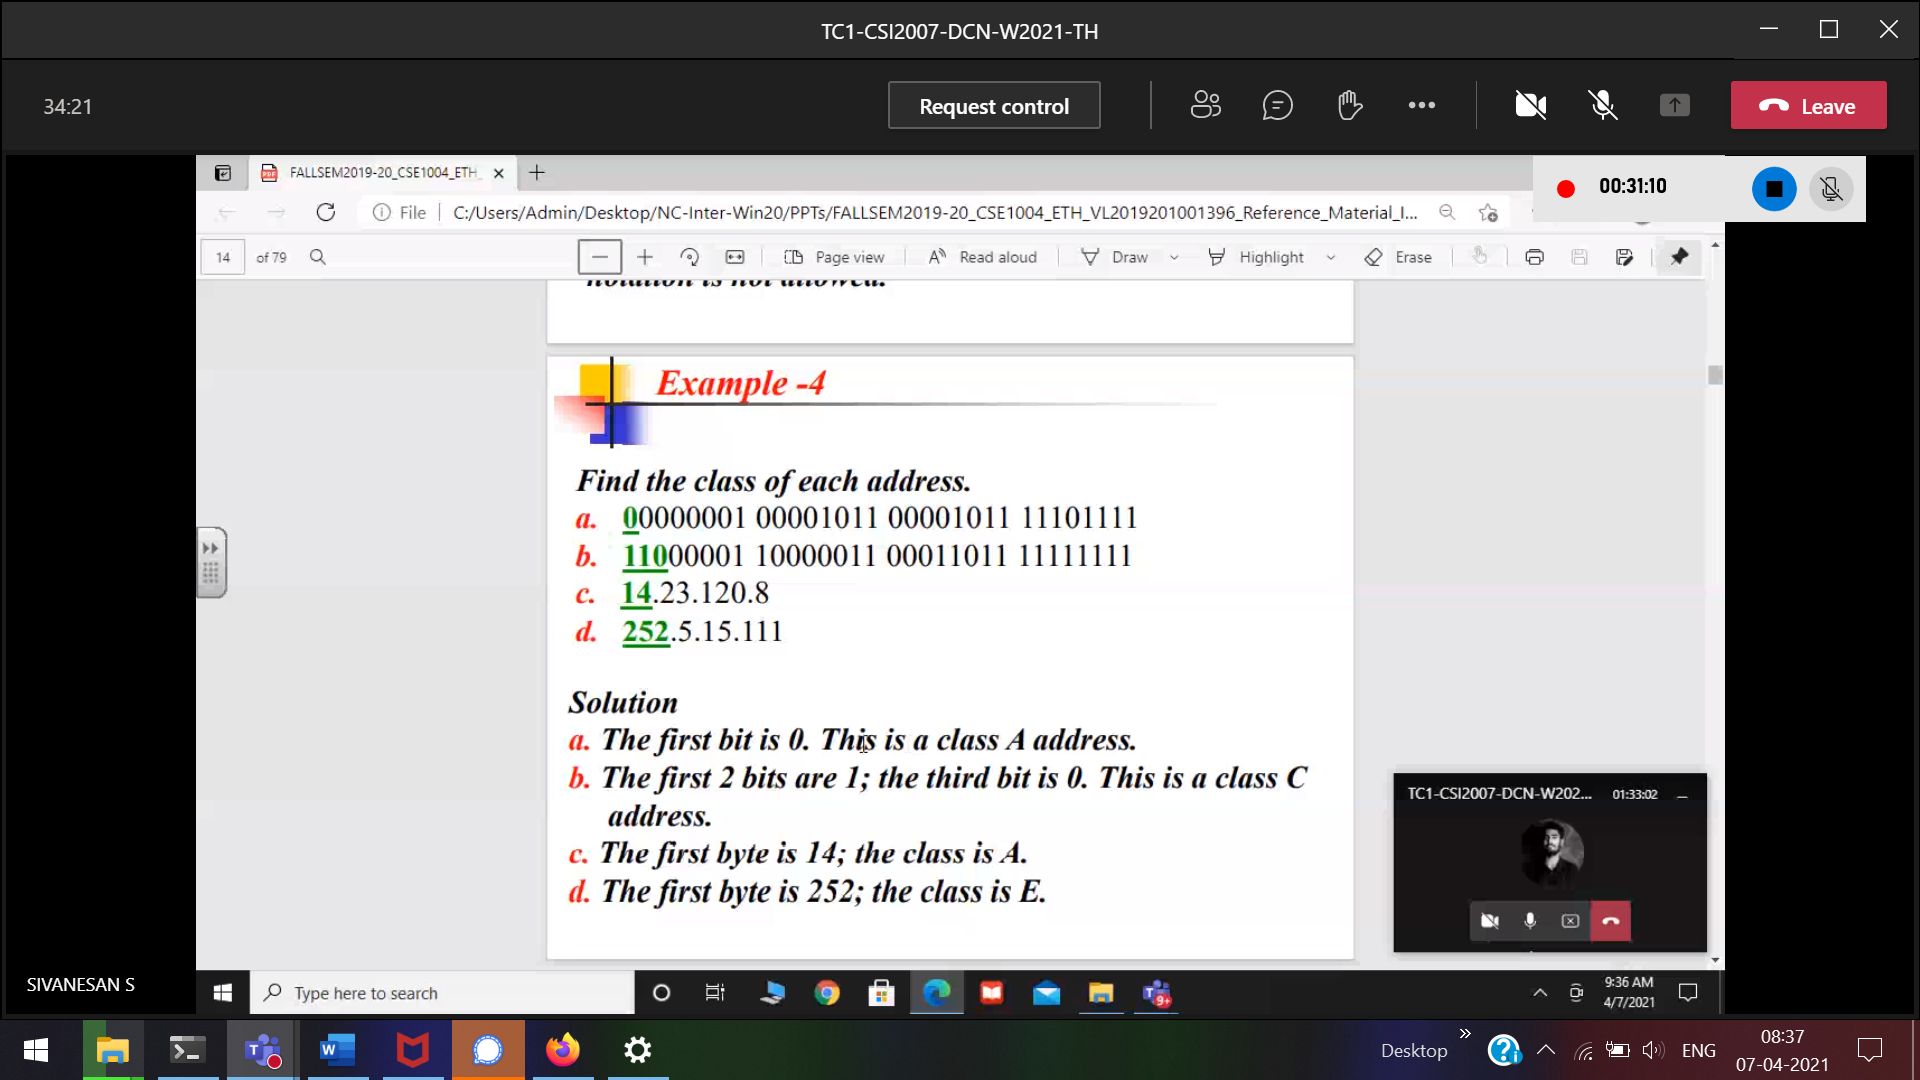 TC1-CSI2007-DCN-W2021-TH
34:21
Request control
Leave
FALLSEM2019-20_CSE1004_ETH_
00:31:10
File
C:/Users/Admin/Desktop/NC-Inter-Win20/PPTs/FALLSEM2019-20_CSE1004_ETH_VL2019201001396_Reference_Material_I...
14 of 79
Page view
Read aloud
Draw
Highlight
Erase
notation is not allowed.
Example -4
Find the class of each address.
a. 00000001 00001011 00001011 11101111
b. 11000001 10000011 00011011 11111111
c. 14.23.120.8
d. 252.5.15.111
Solution
a. The first bit is 0. This is a class A address.
b. The first 2 bits are 1; the third bit is 0. This is a class C
address.
c. The first byte is 14; the class is A.
d. The first byte is 252; the class is E.
TC1-CSI2007-DCN-W202... 01:33:02
SIVANESAN S
Type here to search
9+
9:36 AM
4/7/2021
Desktop
ENG
08:37
07-04-2021